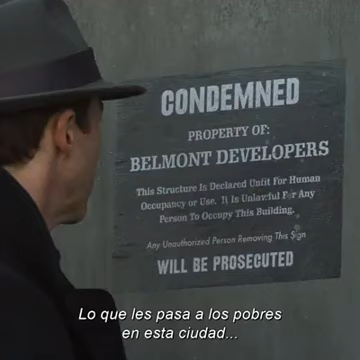 CONDEMNED
PROPERTY OF:
BELMONT DEVELOPERS
This Structure Is Declared Unfit For Human
Occupancy or Use. It is Unlawful For Any
Person To Occupy This Building.
Any Unauthorized Person Removing This Sign
WILL BE PROSECUTED
Lo que les pasa a los pobres
en esta ciudad...